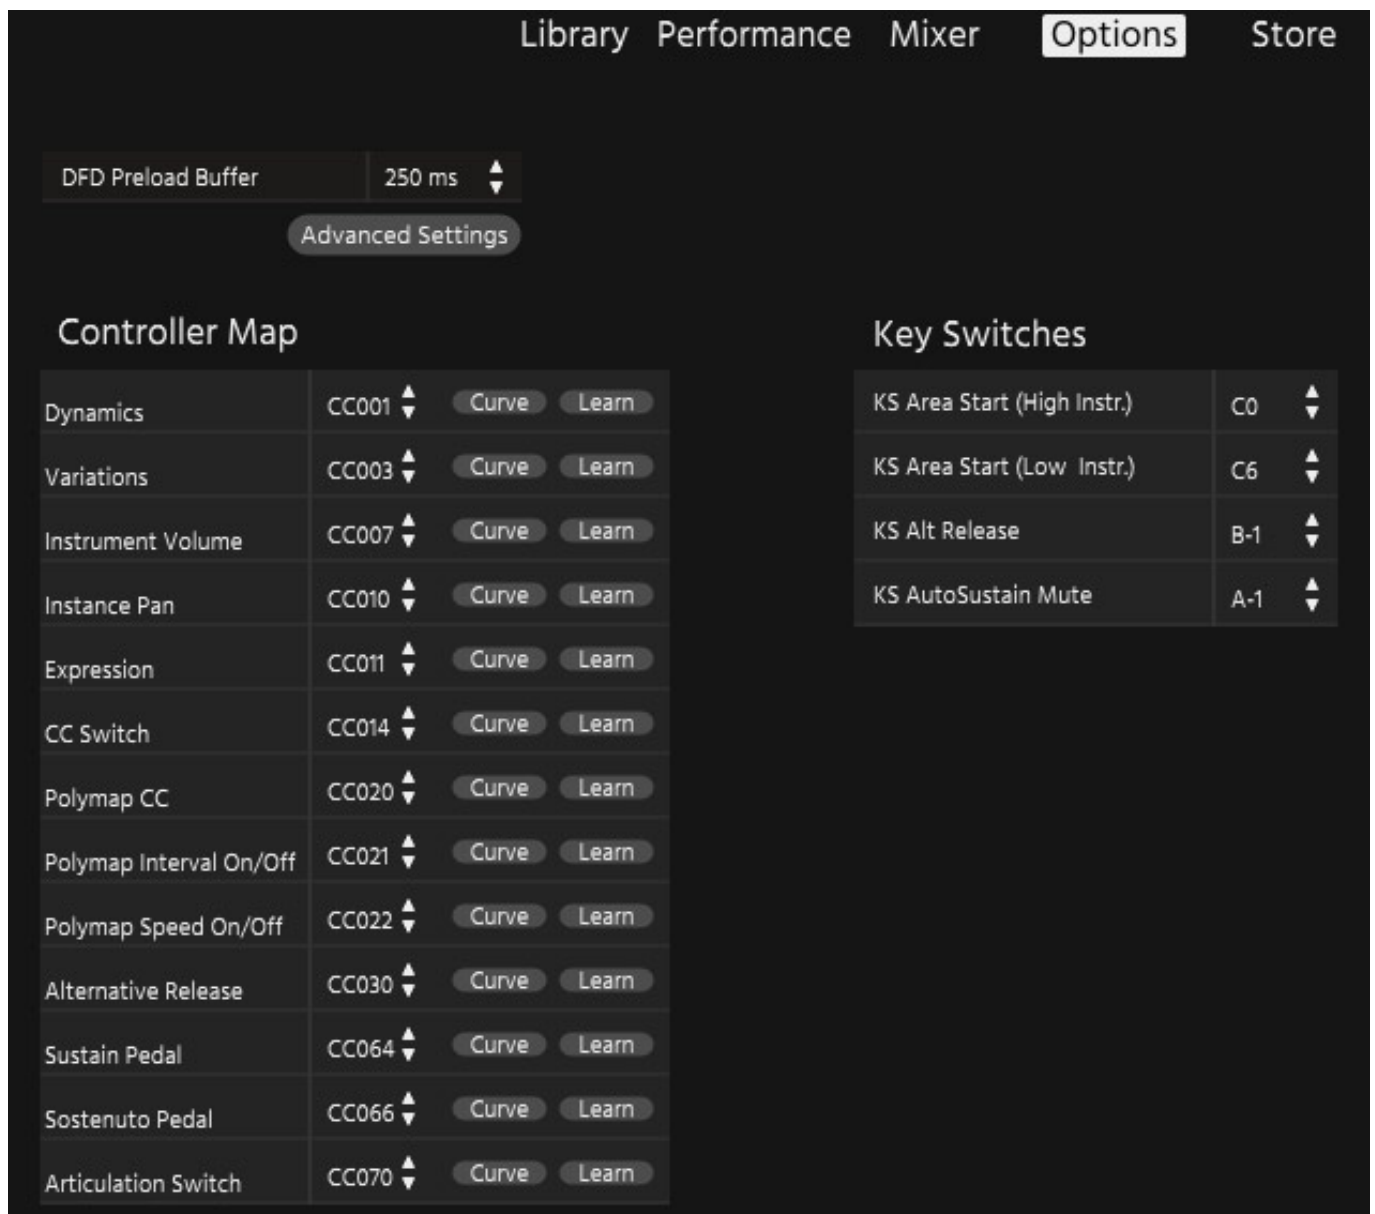 Library Performance Mixer Options Store
DFD Preload Buffer 250 ms
Advanced Settings
Controller Map
Dynamics CC001 Curve Learn
Variations CC003 Curve Learn
Instrument Volume CC007 Curve Learn
Instance Pan CC010 Curve Learn
Expression CC011 Curve Learn
CC Switch CC014 Curve Learn
Polymap CC CC020 Curve Learn
Polymap Interval On/Off CC021 Curve Learn
Polymap Speed On/Off CC022 Curve Learn
Alternative Release CC030 Curve Learn
Sustain Pedal CC064 Curve Learn
Sostenuto Pedal CC066 Curve Learn
Articulation Switch CC070 Curve Learn
Key Switches
KS Area Start (High Instr.) C0
KS Area Start (Low Instr.) C6
KS Alt Release B-1
KS AutoSustain Mute A-1